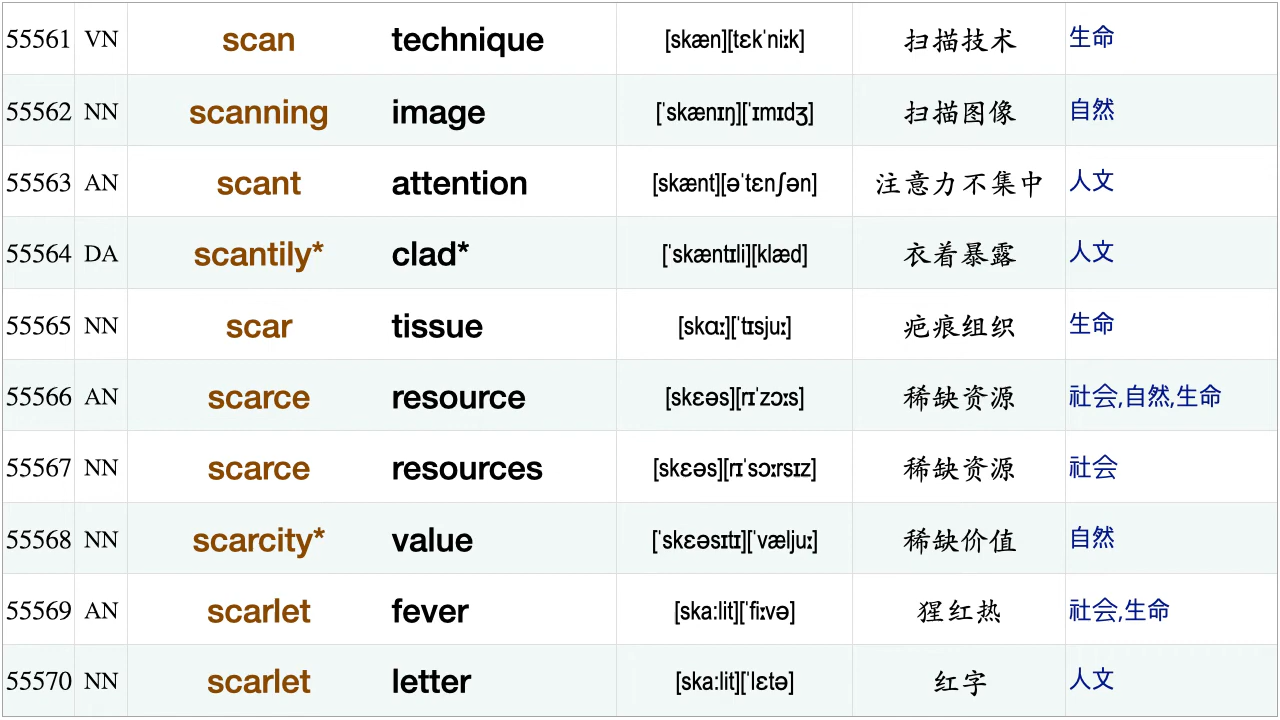 55561 VN scan technique [skæn][tɛkˈniːk] 扫描技术 生命
55562 NN scanning image [ˈskænɪŋ][ˈɪmɪdʒ] 扫描图像 自然
55563 AN scant attention [skænt][əˈtɛnʃən] 注意力不集中 人文
55564 DA scantily* clad* [ˈskæntɪli][klæd] 衣着暴露 人文
55565 NN scar tissue [skɑː][ˈtɪsjuː] 疤痕组织 生命
55566 AN scarce resource [skɛəs][rɪˈzɔːs] 稀缺资源 社会,自然,生命
55567 NN scarce resources [skɛəs][rɪˈsɔːrsɪz] 稀缺资源 社会
55568 NN scarcity* value [ˈskɛəsɪtɪ][ˈvæljuː] 稀缺价值 自然
55569 AN scarlet fever [ska:lit][ˈfiːvə] 猩红热 社会,生命
55570 NN scarlet letter [ska:lit][ˈlɛtə] 红字 人文